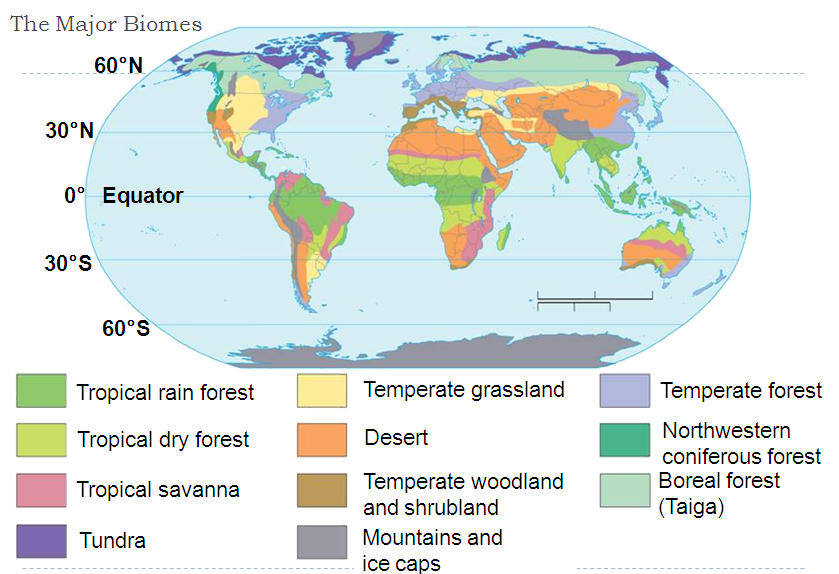 The Major Biomes
60°N
30°N
0° Equator
30°S
60°S
Tropical rain forest
Temperate grassland
Temperate forest
Tropical dry forest
Desert
Northwestern
coniferous forest
Tropical savanna
Temperate woodland
and shrubland
Boreal forest
(Taiga)
Tundra
Mountains and
ice caps